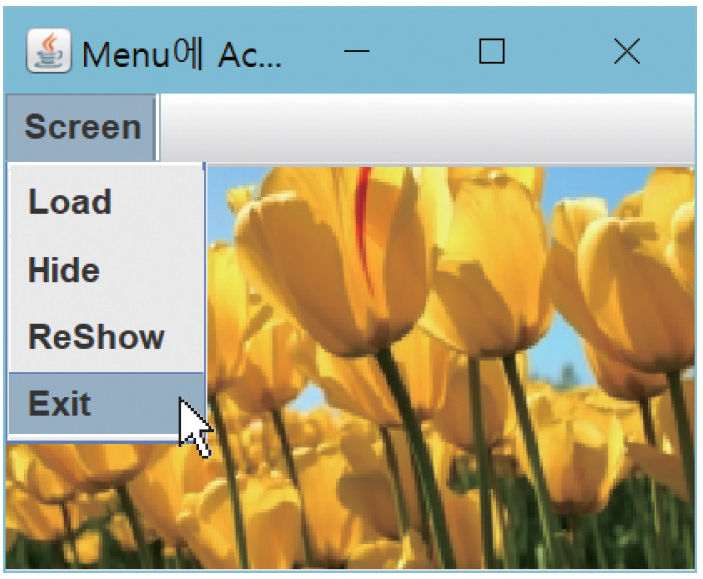 Menu에 Ac...
Screen
Load
Hide
ReShow
Exit